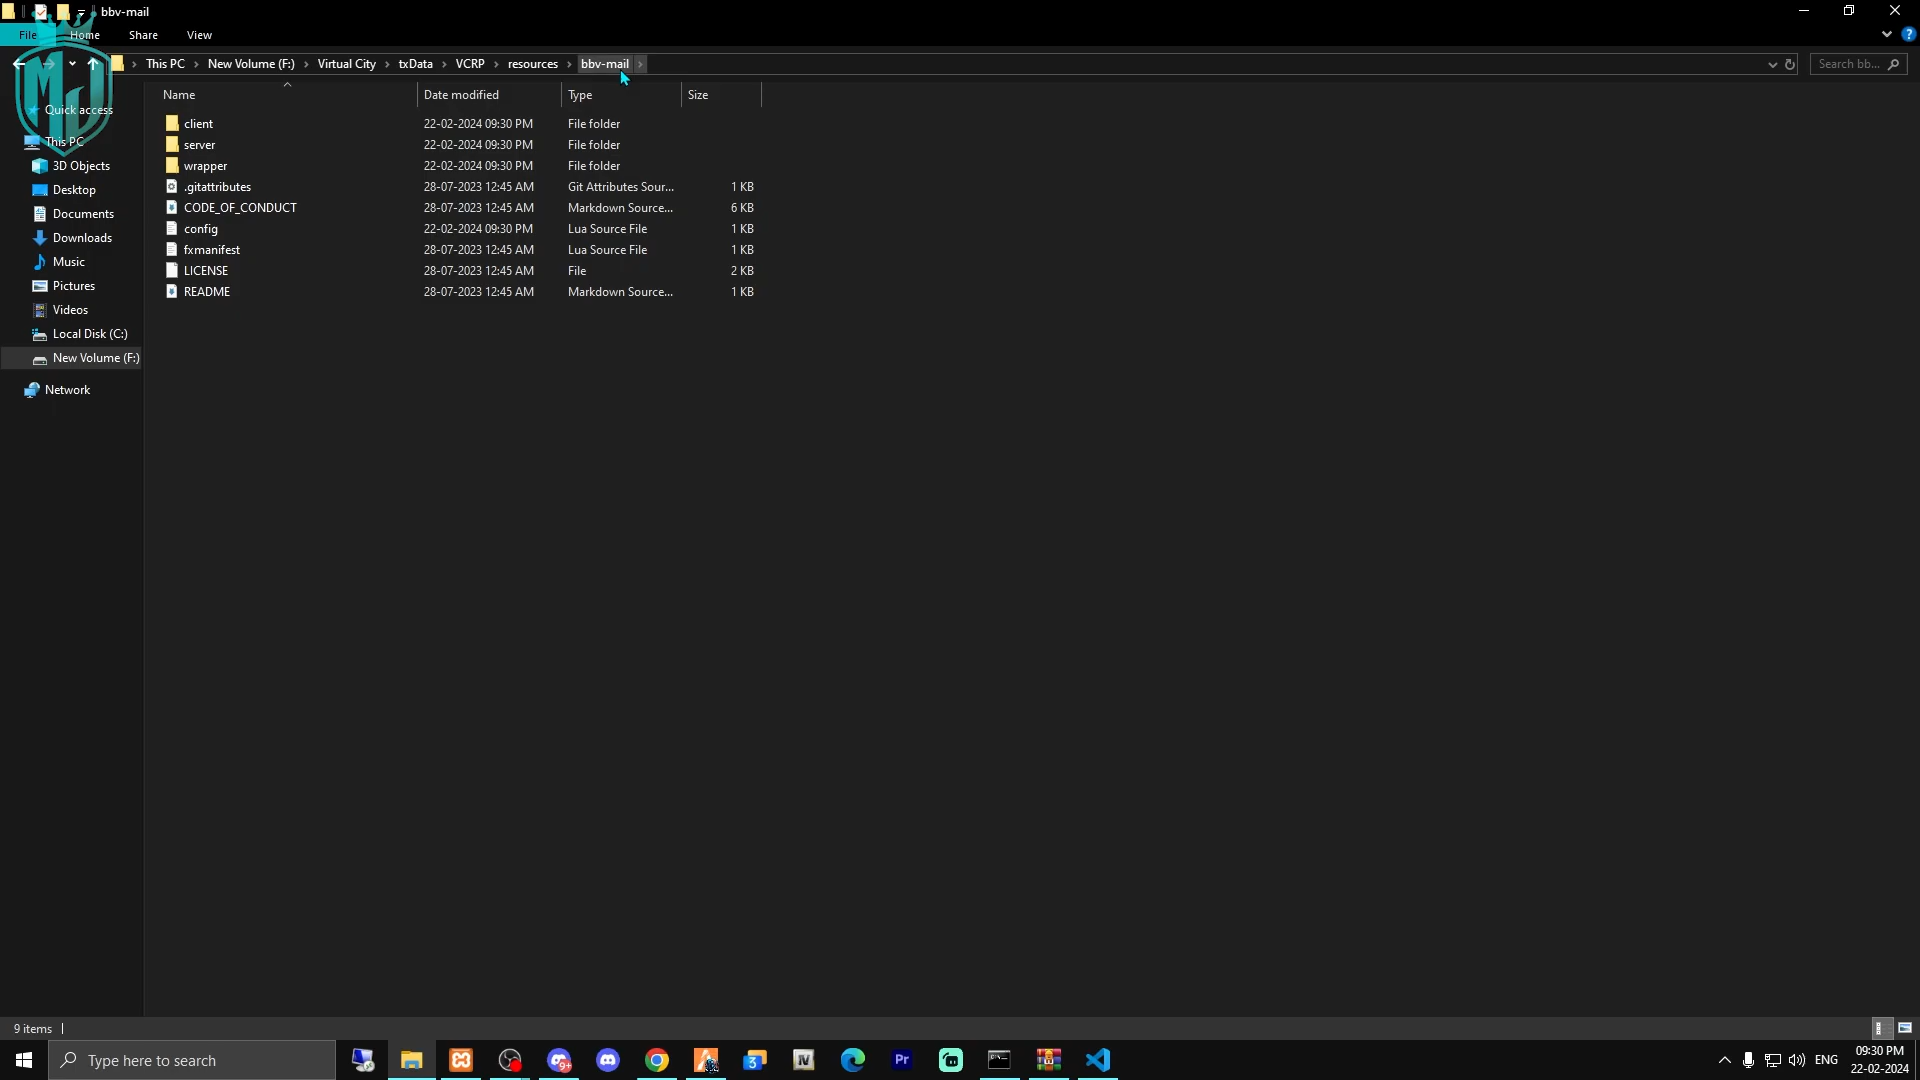 bbv-mail
File Home Share View
This PC New Volume (F:) Virtual City txData VCRP resources bbv-mail Search bb...
Name Date modified Type Size
Quick access
This PC
3D Objects
Desktop
Documents
Downloads
Music
Pictures
Videos
Local Disk (C:)
New Volume (F:)
Network
client 22-02-2024 09:30 PM File folder
server 22-02-2024 09:30 PM File folder
wrapper 22-02-2024 09:30 PM File folder
.gitattributes 28-07-2023 12:45 AM Git Attributes Sour... 1 KB
CODE_OF_CONDUCT 28-07-2023 12:45 AM Markdown Source... 6 KB
config 22-02-2024 09:30 PM Lua Source File 1 KB
fxmanifest 28-07-2023 12:45 AM Lua Source File 1 KB
LICENSE 28-07-2023 12:45 AM File 2 KB
README 28-07-2023 12:45 AM Markdown Source... 1 KB
9 items
Type here to search
9+
3
IV
Pr
ENG
09:30 PM
22-02-2024
MJ